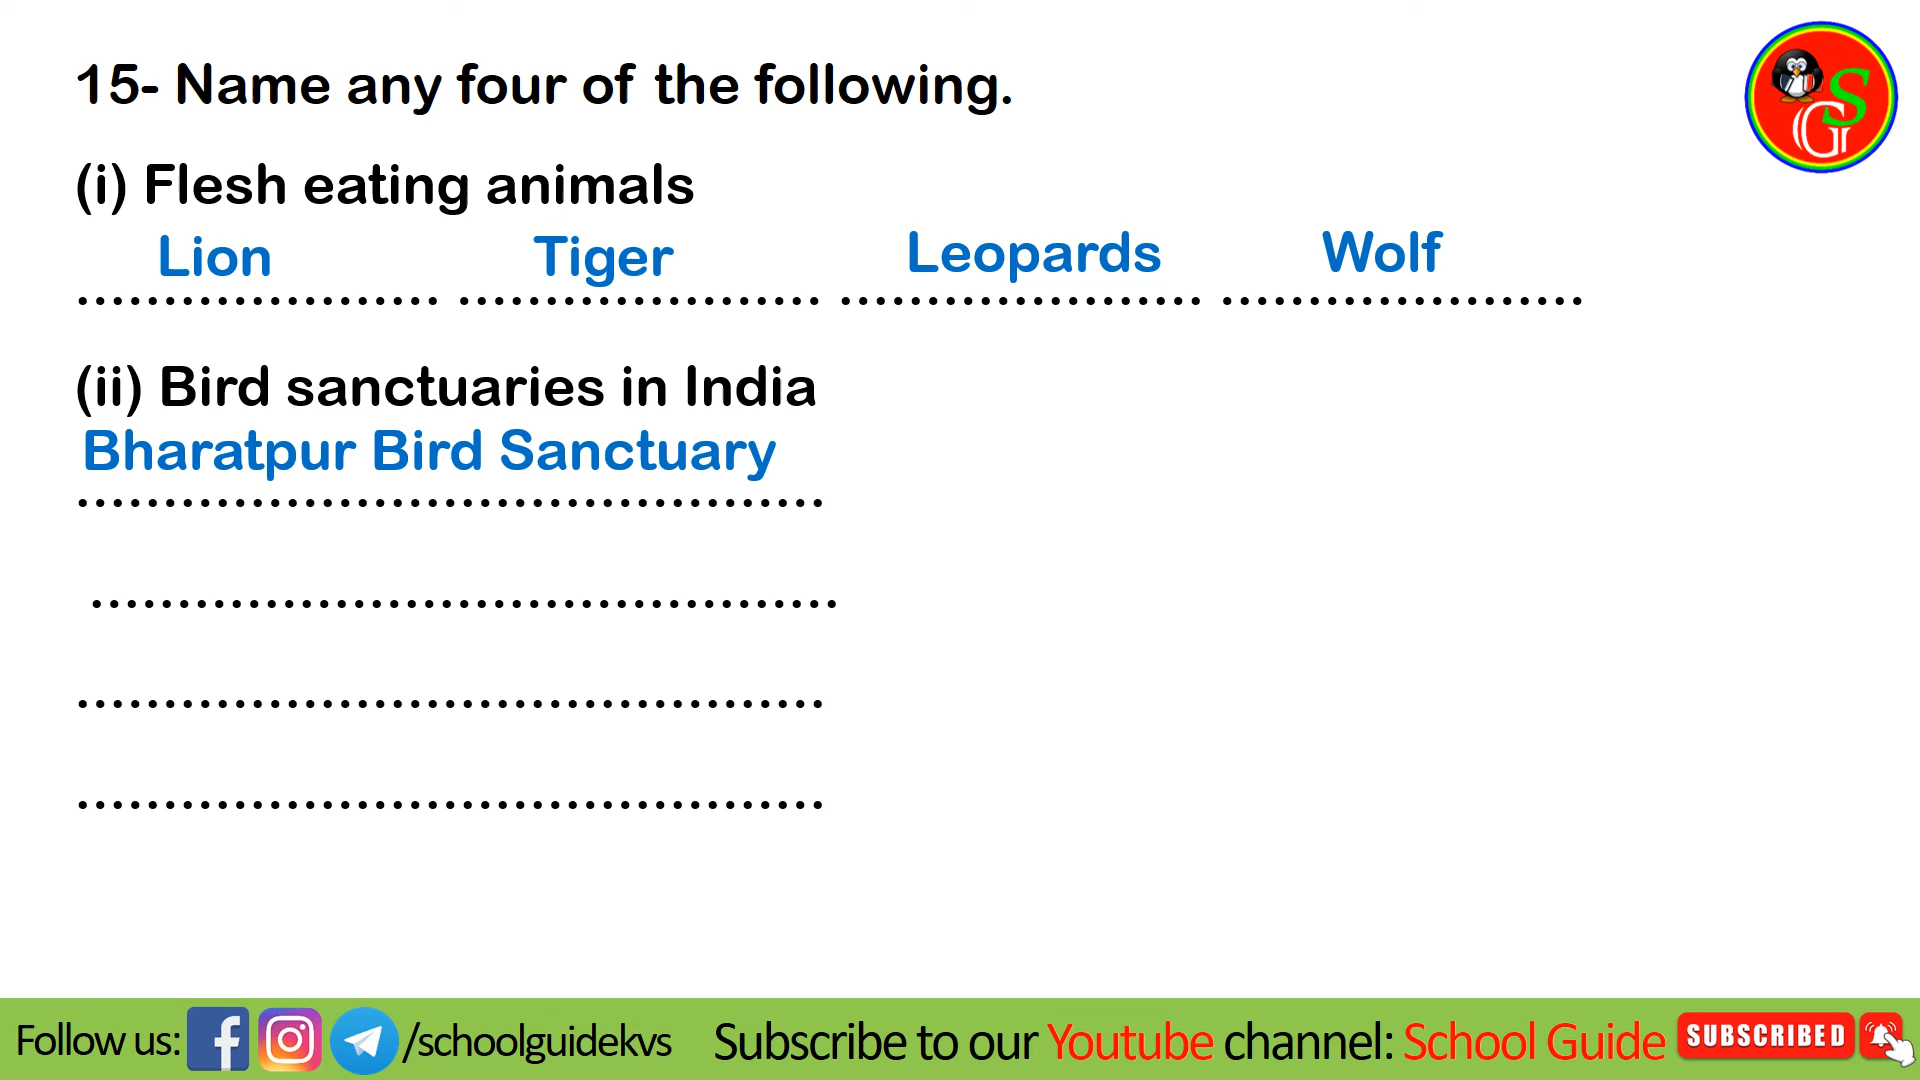 15- Name any four of the following.
(i) Flesh eating animals
Lion Tiger Leopards Wolf
..................... ..................... ..................... .....................
(ii) Bird sanctuaries in India
Bharatpur Bird Sanctuary
...........................................
...........................................
...........................................
...........................................
SG
Follow us: /schoolguidekvs Subscribe to our Youtube channel: School Guide SUBSCRIBED